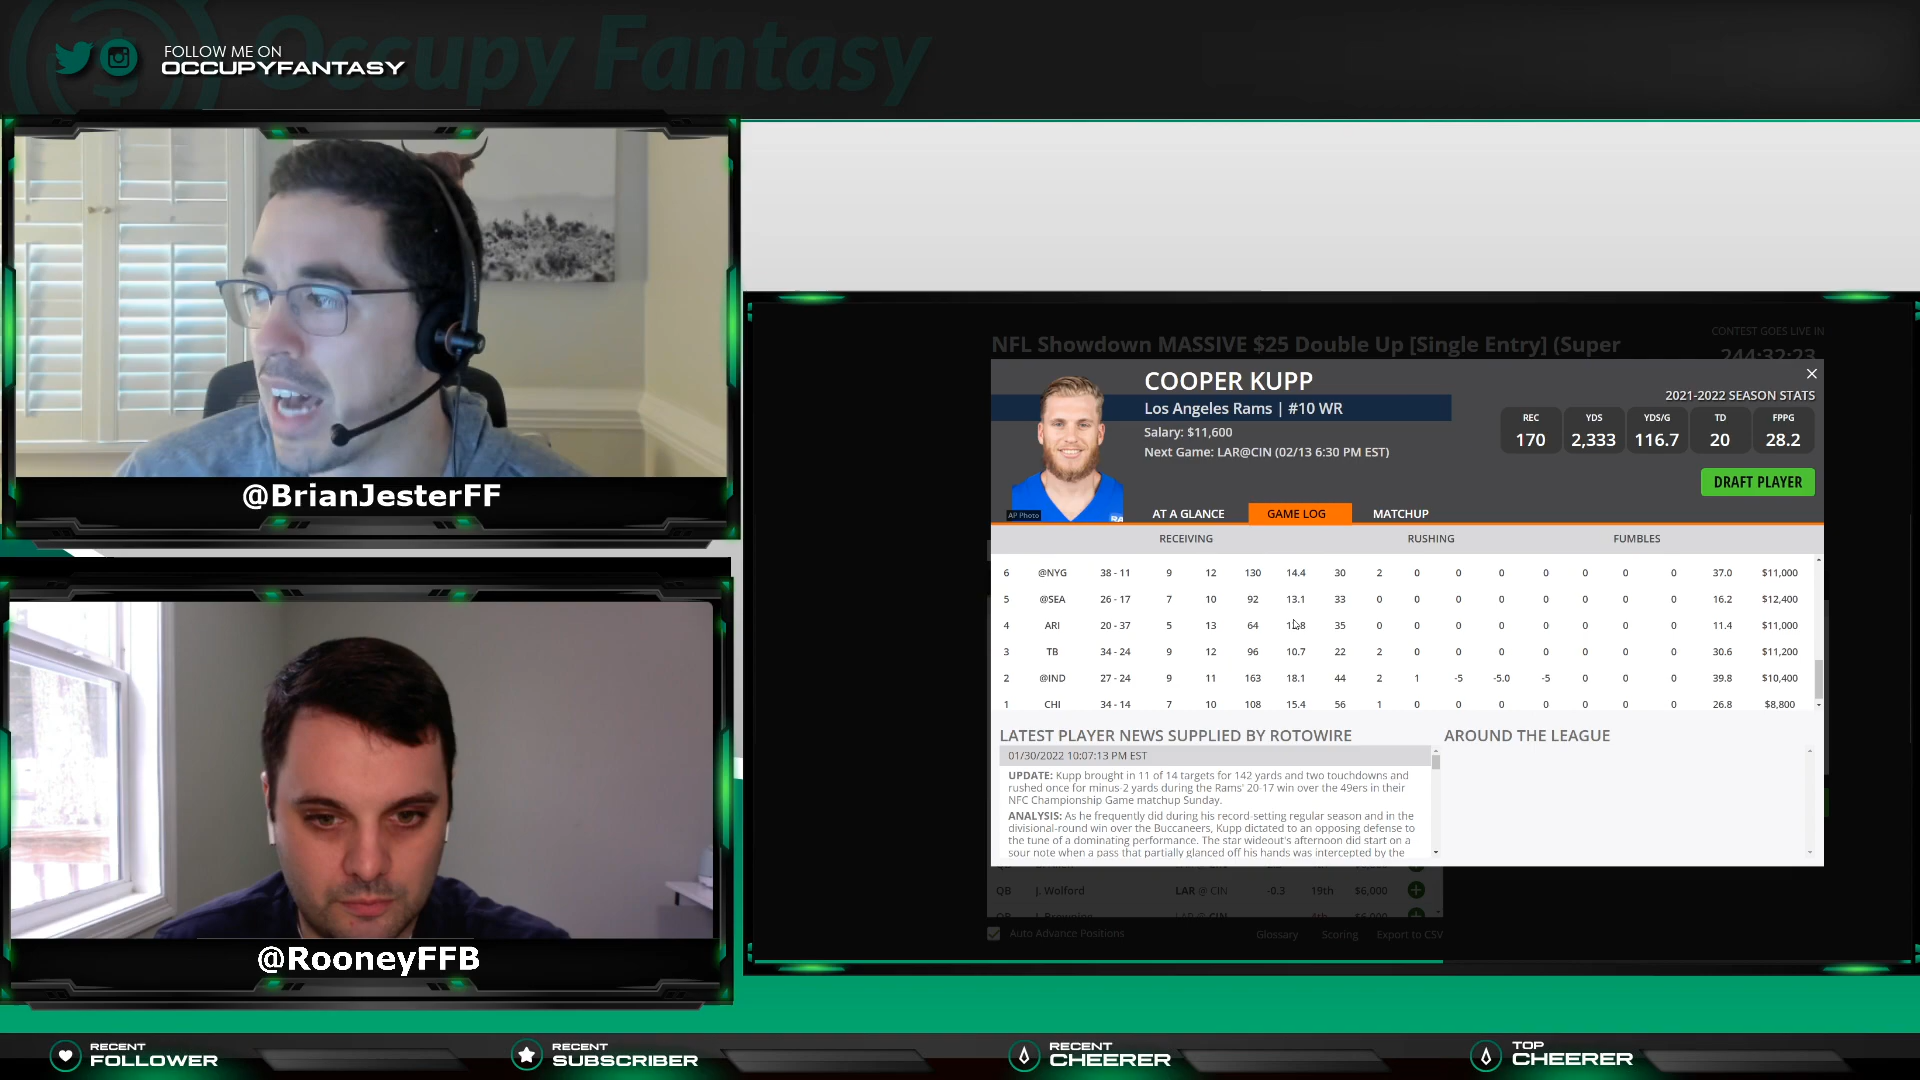 Occupy Fantasy
FOLLOW ME ON
OCCUPYFANTASY
@BrianJesterFF
@RooneyFFB
NFL Showdown MASSIVE $25 Double Up [Single Entry] (Super
CONTEST GOES LIVE IN
244:32:23
COOPER KUPP
Los Angeles Rams | #10 WR
Salary: $11,600
Next Game: LAR@CIN (02/13 6:30 PM EST)
AP Photo
2021-2022 SEASON STATS
REC YDS YDS/G TD FPPG
170 2,333 116.7 20 28.2
DRAFT PLAYER
AT A GLANCE GAME LOG MATCHUP
RECEIVING RUSHING FUMBLES
6 @NYG 38 - 11 9 12 130 14.4 30 2 0 0 0 0 0 0 0 37.0 $11,000
5 @SEA 26 - 17 7 10 92 13.1 33 0 0 0 0 0 0 0 0 16.2 $12,400
4 ARI 20 - 37 5 13 64 35 0 0 0 0 0 0 0 0 11.4 $11,000
3 TB 34 - 24 9 12 96 10.7 22 2 0 0 0 0 0 0 0 30.6 $11,200
2 @IND 27 - 24 9 11 163 18.1 44 2 1 -5 -5.0 -5 0 0 0 39.8 $10,400
1 CHI 34 - 14 7 10 108 15.4 56 1 0 0 0 0 0 0 0 26.8 $8,800
LATEST PLAYER NEWS SUPPLIED BY ROTOWIRE
AROUND THE LEAGUE
01/30/2022 10:07:13 PM EST
UPDATE: Kupp brought in 11 of 14 targets for 142 yards and two touchdowns and
rushed once for minus-2 yards during the Rams' 20-17 win over the 49ers in their
NFC Championship Game matchup Sunday.
ANALYSIS: As he frequently did during his record-setting regular season and in the
divisional-round win over the Buccaneers, Kupp dictated to an opposing defense to
the tune of a dominating performance. The star wideout's afternoon did start on a
sour note when a pass that partially glanced off his hands was intercepted by the
QB J. Wolford LAR @ CIN -0.3 19th $6,000
Auto Advance Positions
Glossary Scoring Export to CSV
RECENT
FOLLOWER
RECENT
SUBSCRIBER
RECENT
CHEERER
TOP
CHEERER